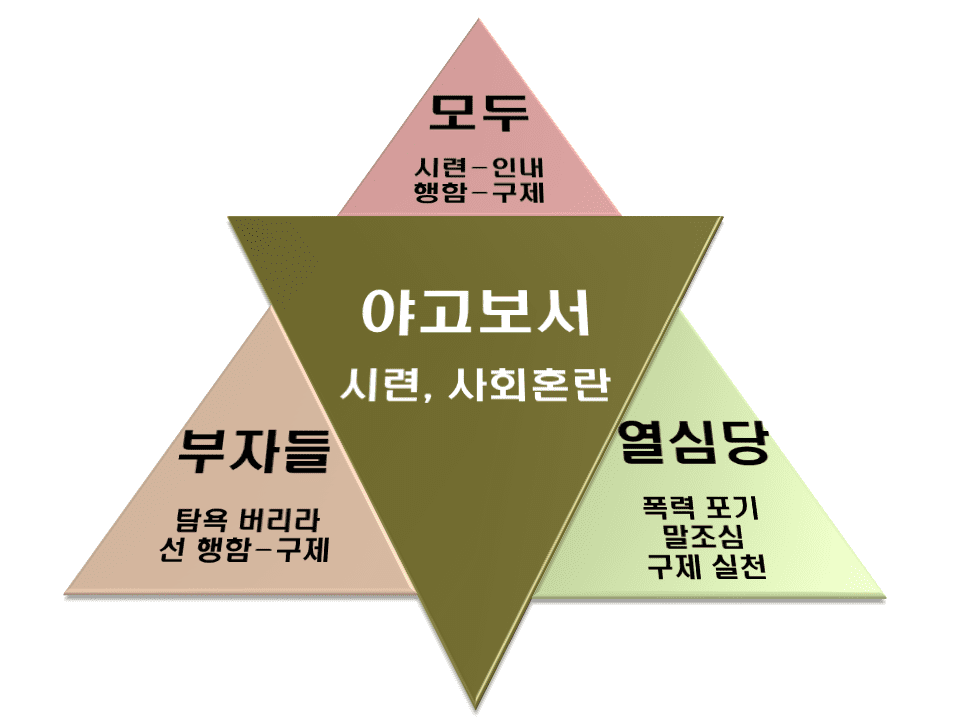 모두
시련-인내
행함-구제
야고보서
시련, 사회혼란
부자들
탐욕 버리라
선 행함-구제
열심당
폭력 포기
말조심
구제 실천